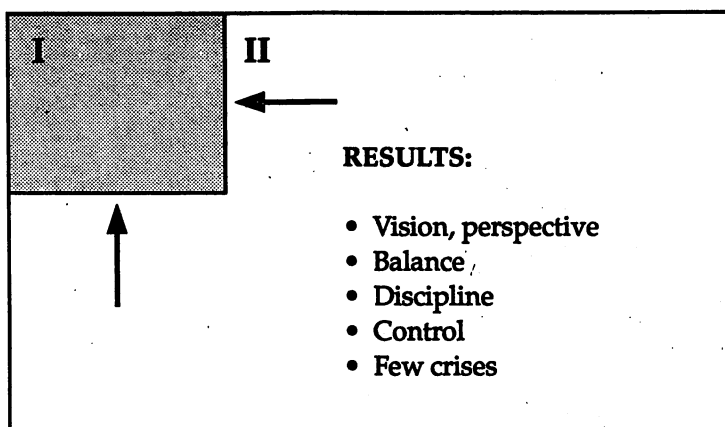 I II
RESULTS:
• Vision, perspective
• Balance
• Discipline
• Control
• Few crises